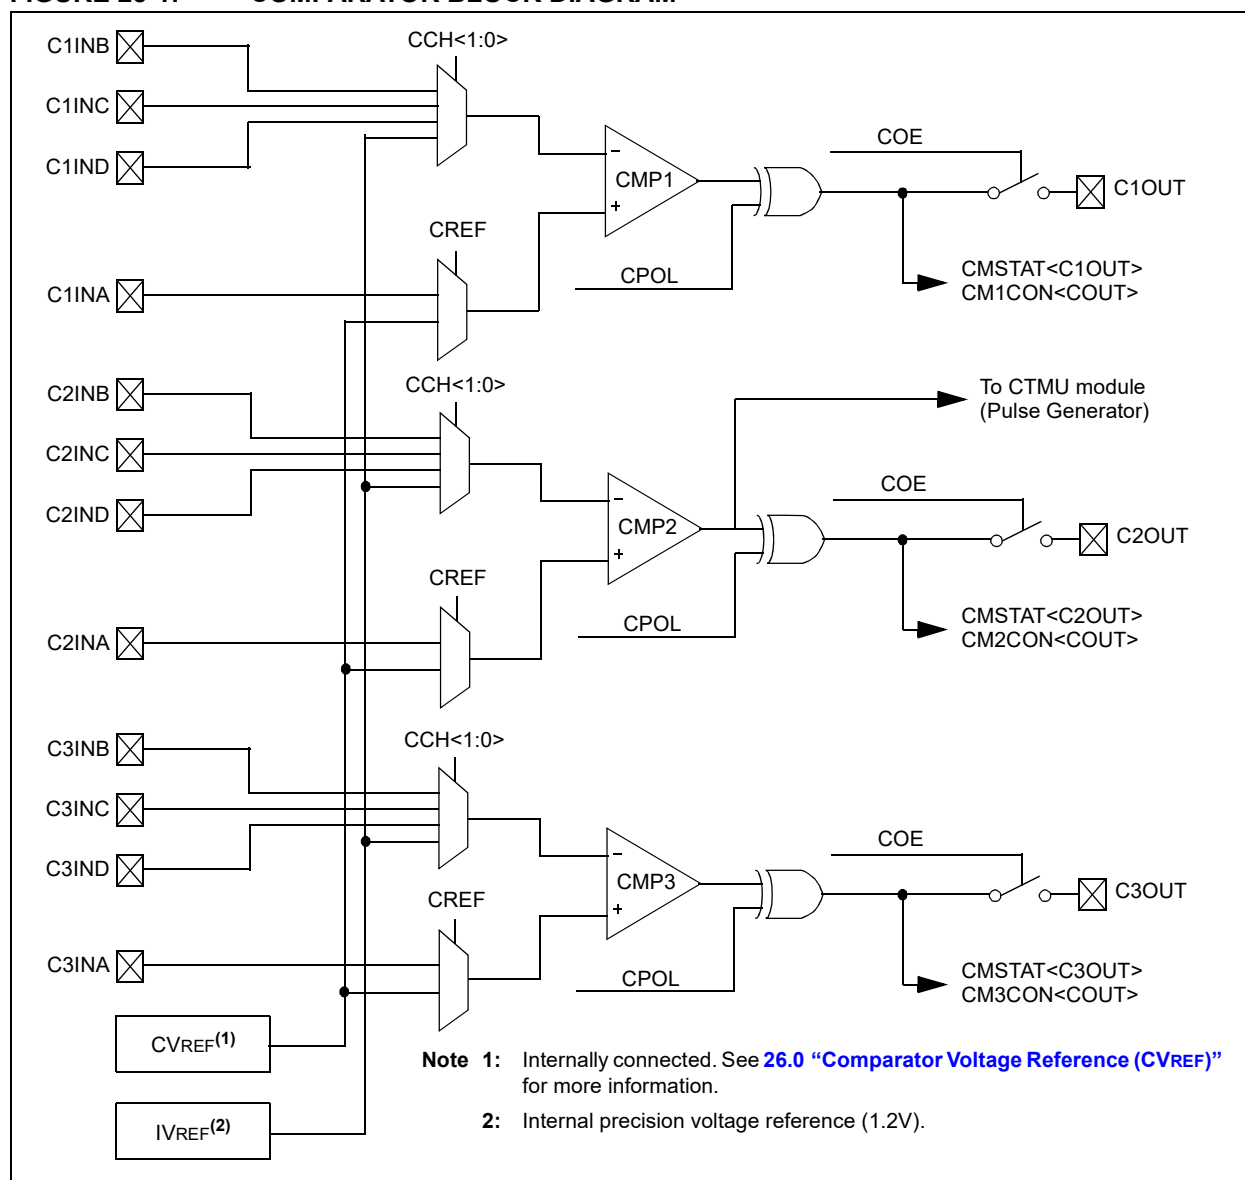 CCH<1:0>
C1INB
C1INC
C1IND
COE
CMP1
C1OUT
CREF
CPOL
C1INA
CMSTAT<C1OUT>
CM1CON<COUT>
CCH<1:0>
C2INB
C2INC
C2IND
To CTMU module
(Pulse Generator)
COE
CMP2
C2OUT
CREF
CPOL
C2INA
CMSTAT<C2OUT>
CM2CON<COUT>
CCH<1:0>
C3INB
C3INC
C3IND
COE
CMP3
C3OUT
CREF
CPOL
C3INA
CMSTAT<C3OUT>
CM3CON<COUT>
CVREF(1)
IVREF(2)
Note 1: Internally connected. See 26.0 “Comparator Voltage Reference (CVREF)”
for more information.
2: Internal precision voltage reference (1.2V).